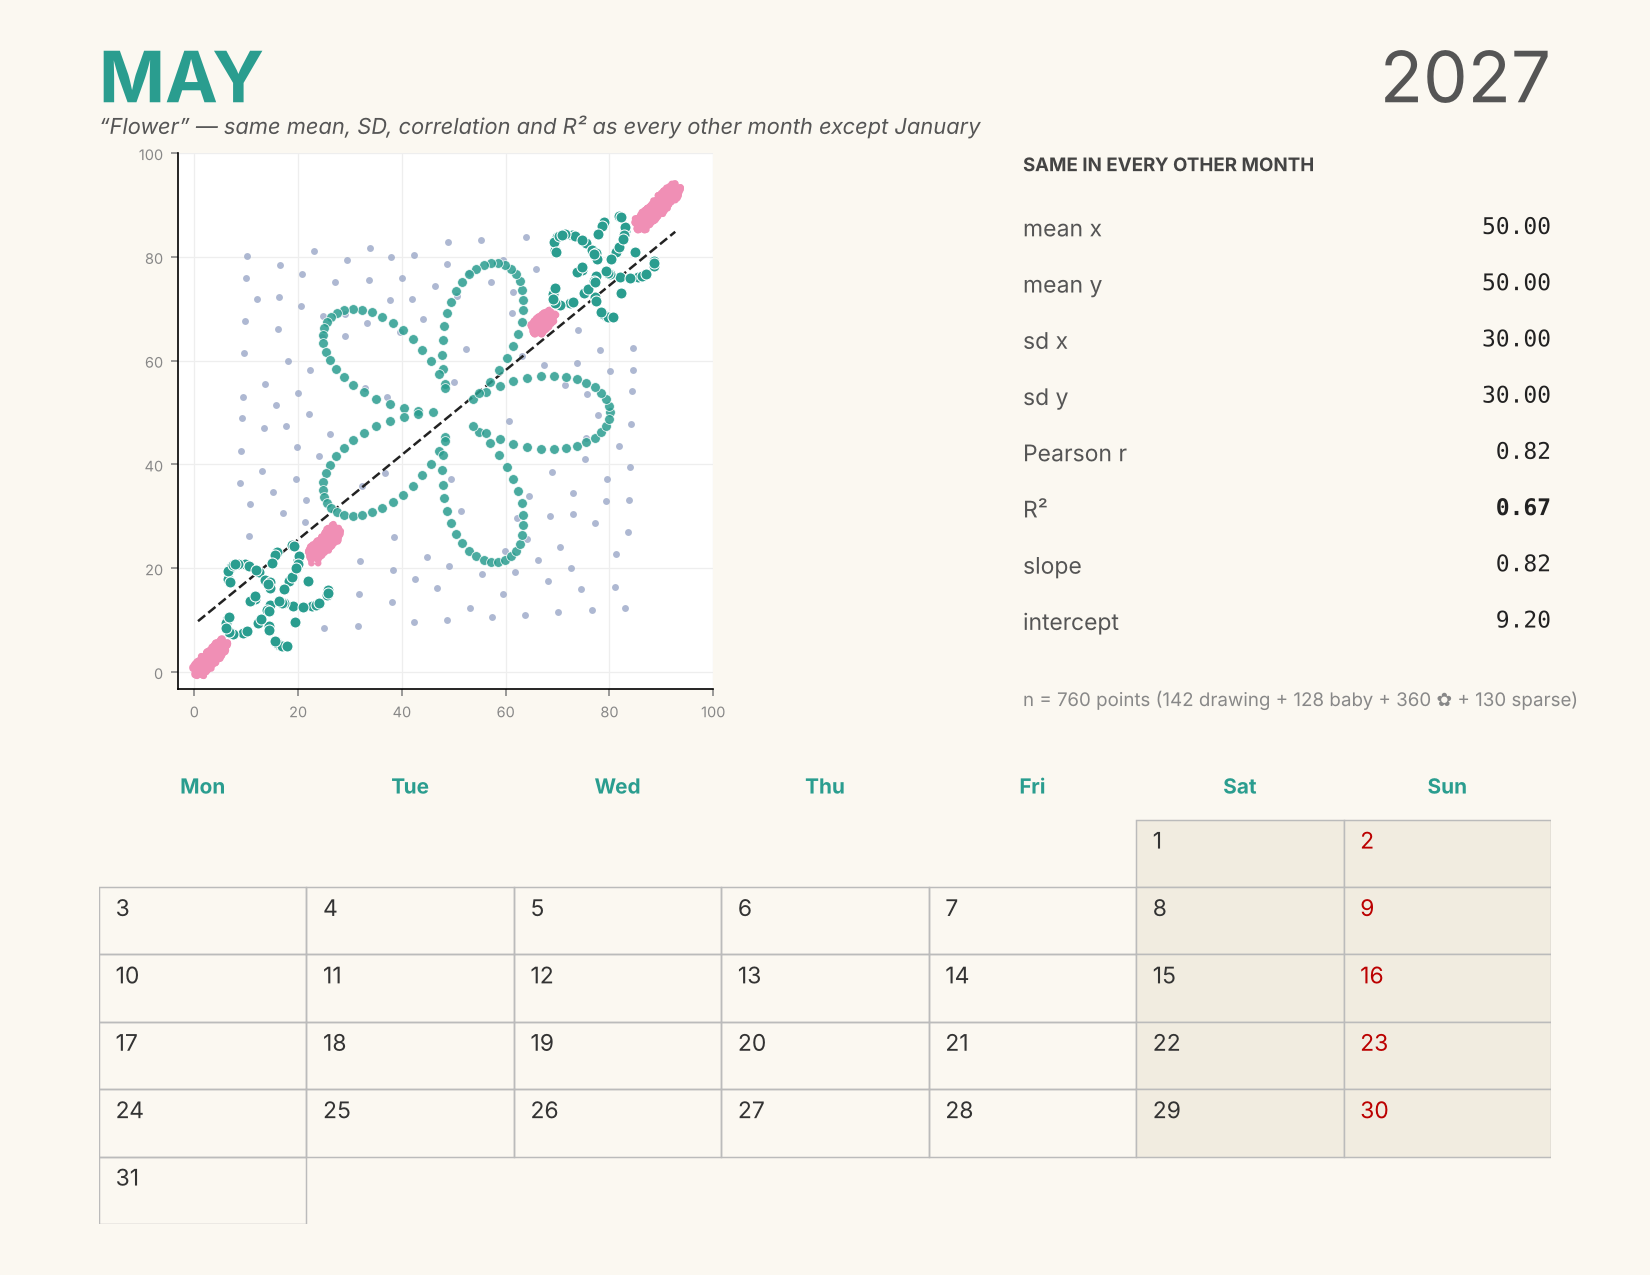 MAY 2027
“Flower” — same mean, SD, correlation and R² as every other month except January
SAME IN EVERY OTHER MONTH
mean x 50.00
mean y 50.00
sd x 30.00
sd y 30.00
Pearson r 0.82
R² 0.67
slope 0.82
intercept 9.20
n = 760 points (142 drawing + 128 baby + 360 ✿ + 130 sparse)
100
80
60
40
20
0
0 20 40 60 80 100
Mon Tue Wed Thu Fri Sat Sun
1 2
3 4 5 6 7 8 9
10 11 12 13 14 15 16
17 18 19 20 21 22 23
24 25 26 27 28 29 30
31